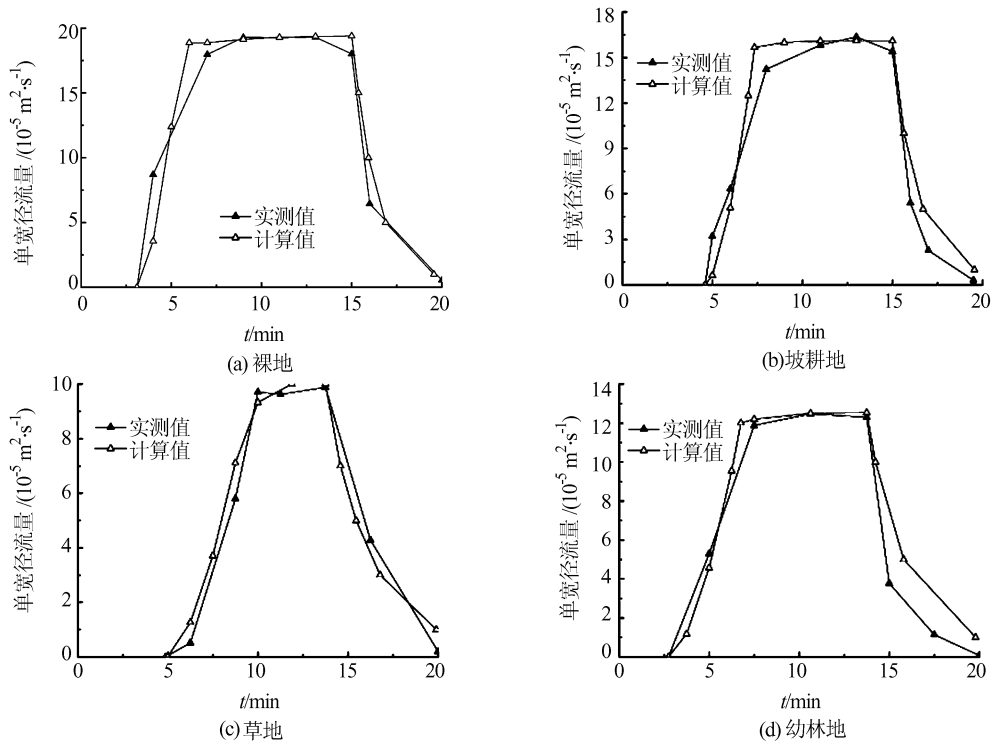 单宽径流量 /(10⁻⁵ m²·s⁻¹)
20
15
10
5
0
实测值
计算值
0 5 10 15 20
t/min
(a) 裸地
单宽径流量 /(10⁻⁵ m²·s⁻¹)
18
15
12
9
6
3
0
实测值
计算值
0 5 10 15 20
t/min
(b)坡耕地
单宽径流量 /(10⁻⁵ m²·s⁻¹)
10
8
6
4
2
0
实测值
计算值
0 5 10 15 20
t/min
(c)草地
单宽径流量 /(10⁻⁵ m²·s⁻¹)
14
12
10
8
6
4
2
0
实测值
计算值
0 5 10 15 20
t/min
(d) 幼林地